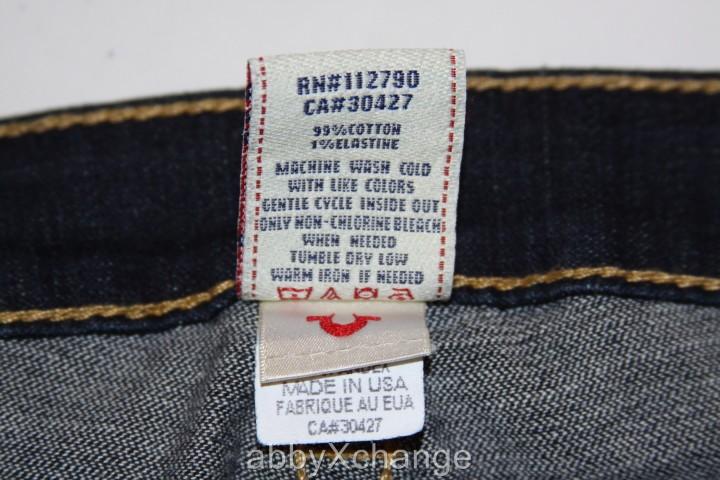 RN#112790
CA#30427
99%COTTON
1%ELASTINE
MACHINE WASH COLD
WITH LIKE COLORS
GENTLE CYCLE INSIDE OUT
ONLY NON-CHLORINE BLEACH
WHEN NEEDED
TUMBLE DRY LOW
WARM IRON IF NEEDED
MADE IN USA
FABRIQUE AU EUA
CA#30427
abbyXchange